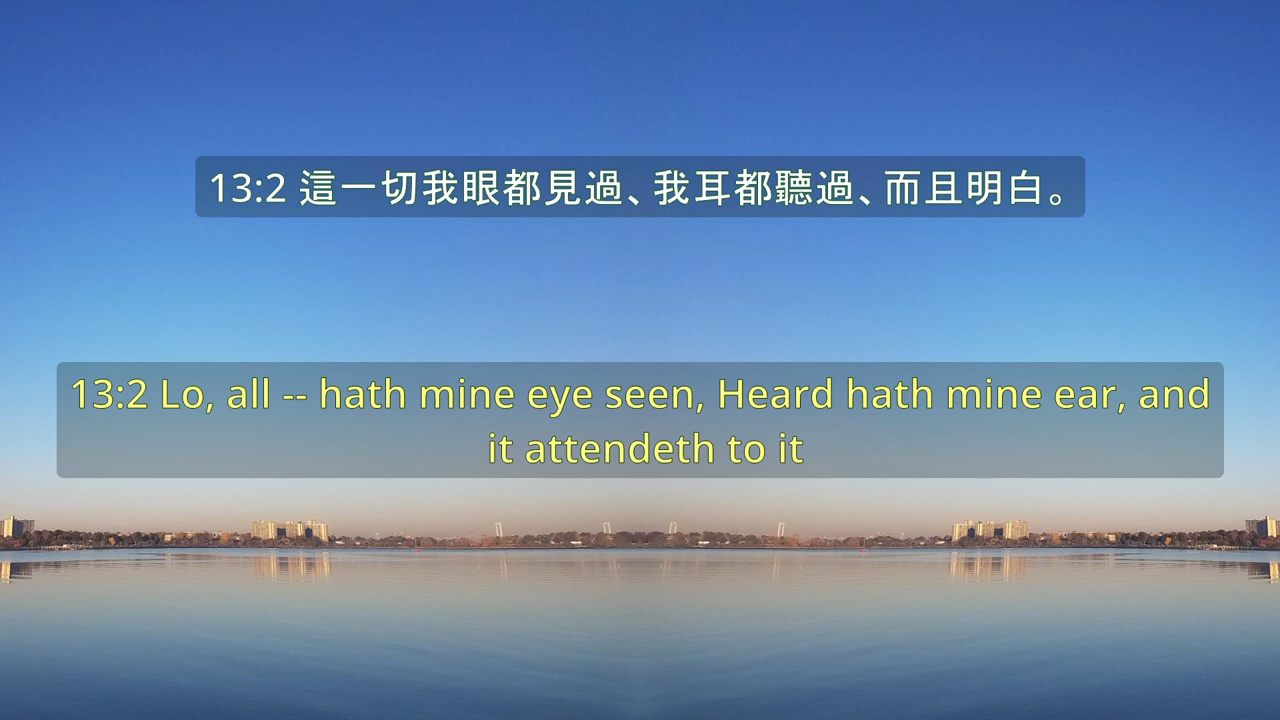 13:2 這一切我眼都見過、我耳都聽過、而且明白。
13:2 Lo, all -- hath mine eye seen, Heard hath mine ear, and
it attendeth to it